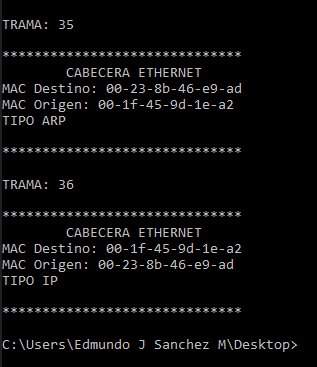 TRAMA: 35
******************************
CABECERA ETHERNET
MAC Destino: 00-23-8b-46-e9-ad
MAC Origen: 00-1f-45-9d-1e-a2
TIPO ARP
******************************
TRAMA: 36
******************************
CABECERA ETHERNET
MAC Destino: 00-1f-45-9d-1e-a2
MAC Origen: 00-23-8b-46-e9-ad
TIPO IP
******************************
C:\Users\Edmundo J Sanchez M\Desktop>